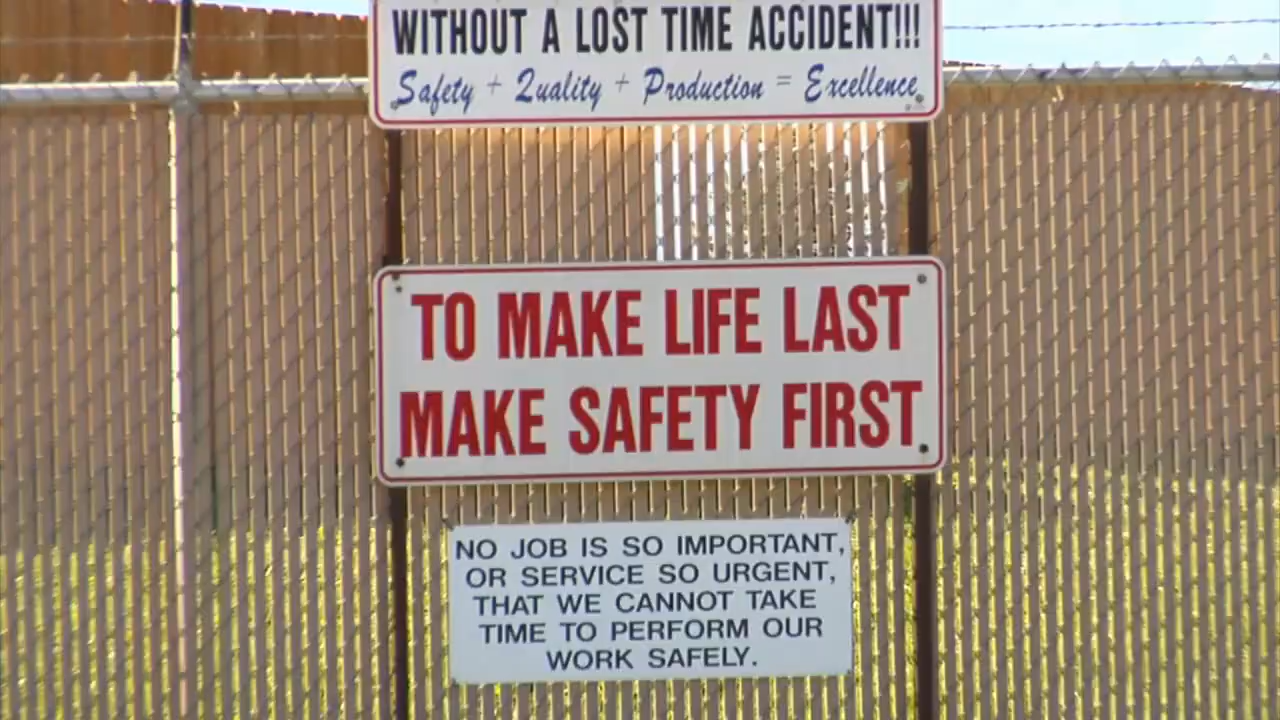 WITHOUT A LOST TIME ACCIDENT!!!
Safety + Quality + Production = Excellence
TO MAKE LIFE LAST
MAKE SAFETY FIRST
NO JOB IS SO IMPORTANT,
OR SERVICE SO URGENT,
THAT WE CANNOT TAKE
TIME TO PERFORM OUR
WORK SAFELY.